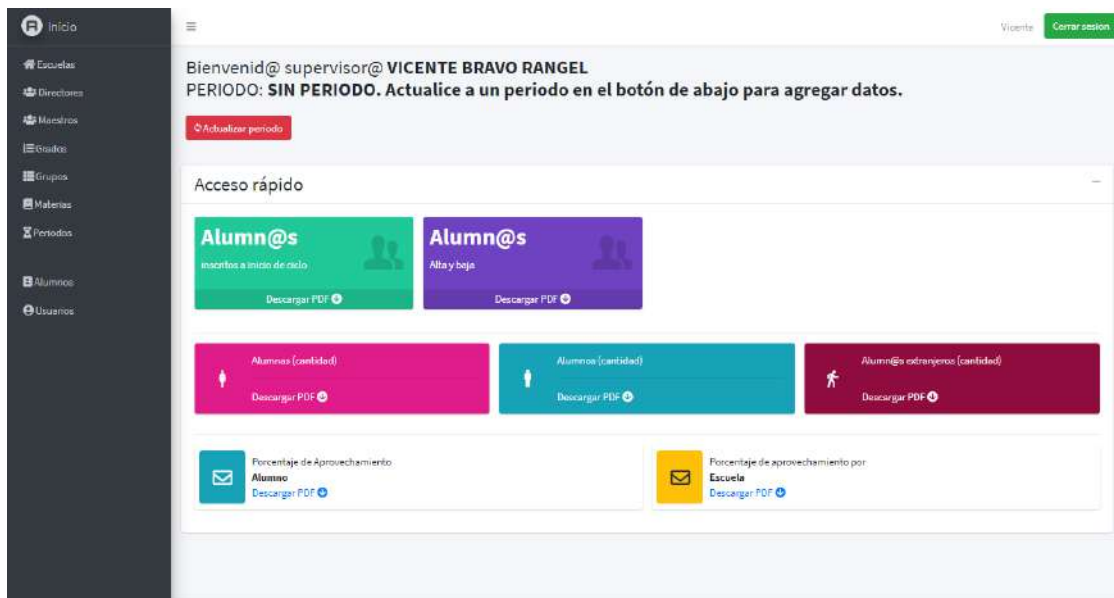 Inicio
Vicente
Cerrar sesion
Escuelas
Directores
Maestros
Grados
Grupos
Materias
Periodos
Alumnos
Usuarios
Bienvenid@ supervisor@ VICENTE BRAVO RANGEL
PERIODO: SIN PERIODO. Actualice a un periodo en el botón de abajo para agregar datos.
Actualizar periodo
Acceso rápido
Alumn@s
inscritos a inicio de ciclo
Descargar PDF
Alumn@s
Alta y baja
Descargar PDF
Alumnas (cantidad)
Descargar PDF
Alumnos (cantidad)
Descargar PDF
Alumn@s extranjeros (cantidad)
Descargar PDF
Porcentaje de Aprovechamiento
Alumno
Descargar PDF
Porcentaje de aprovechamiento por
Escuela
Descargar PDF